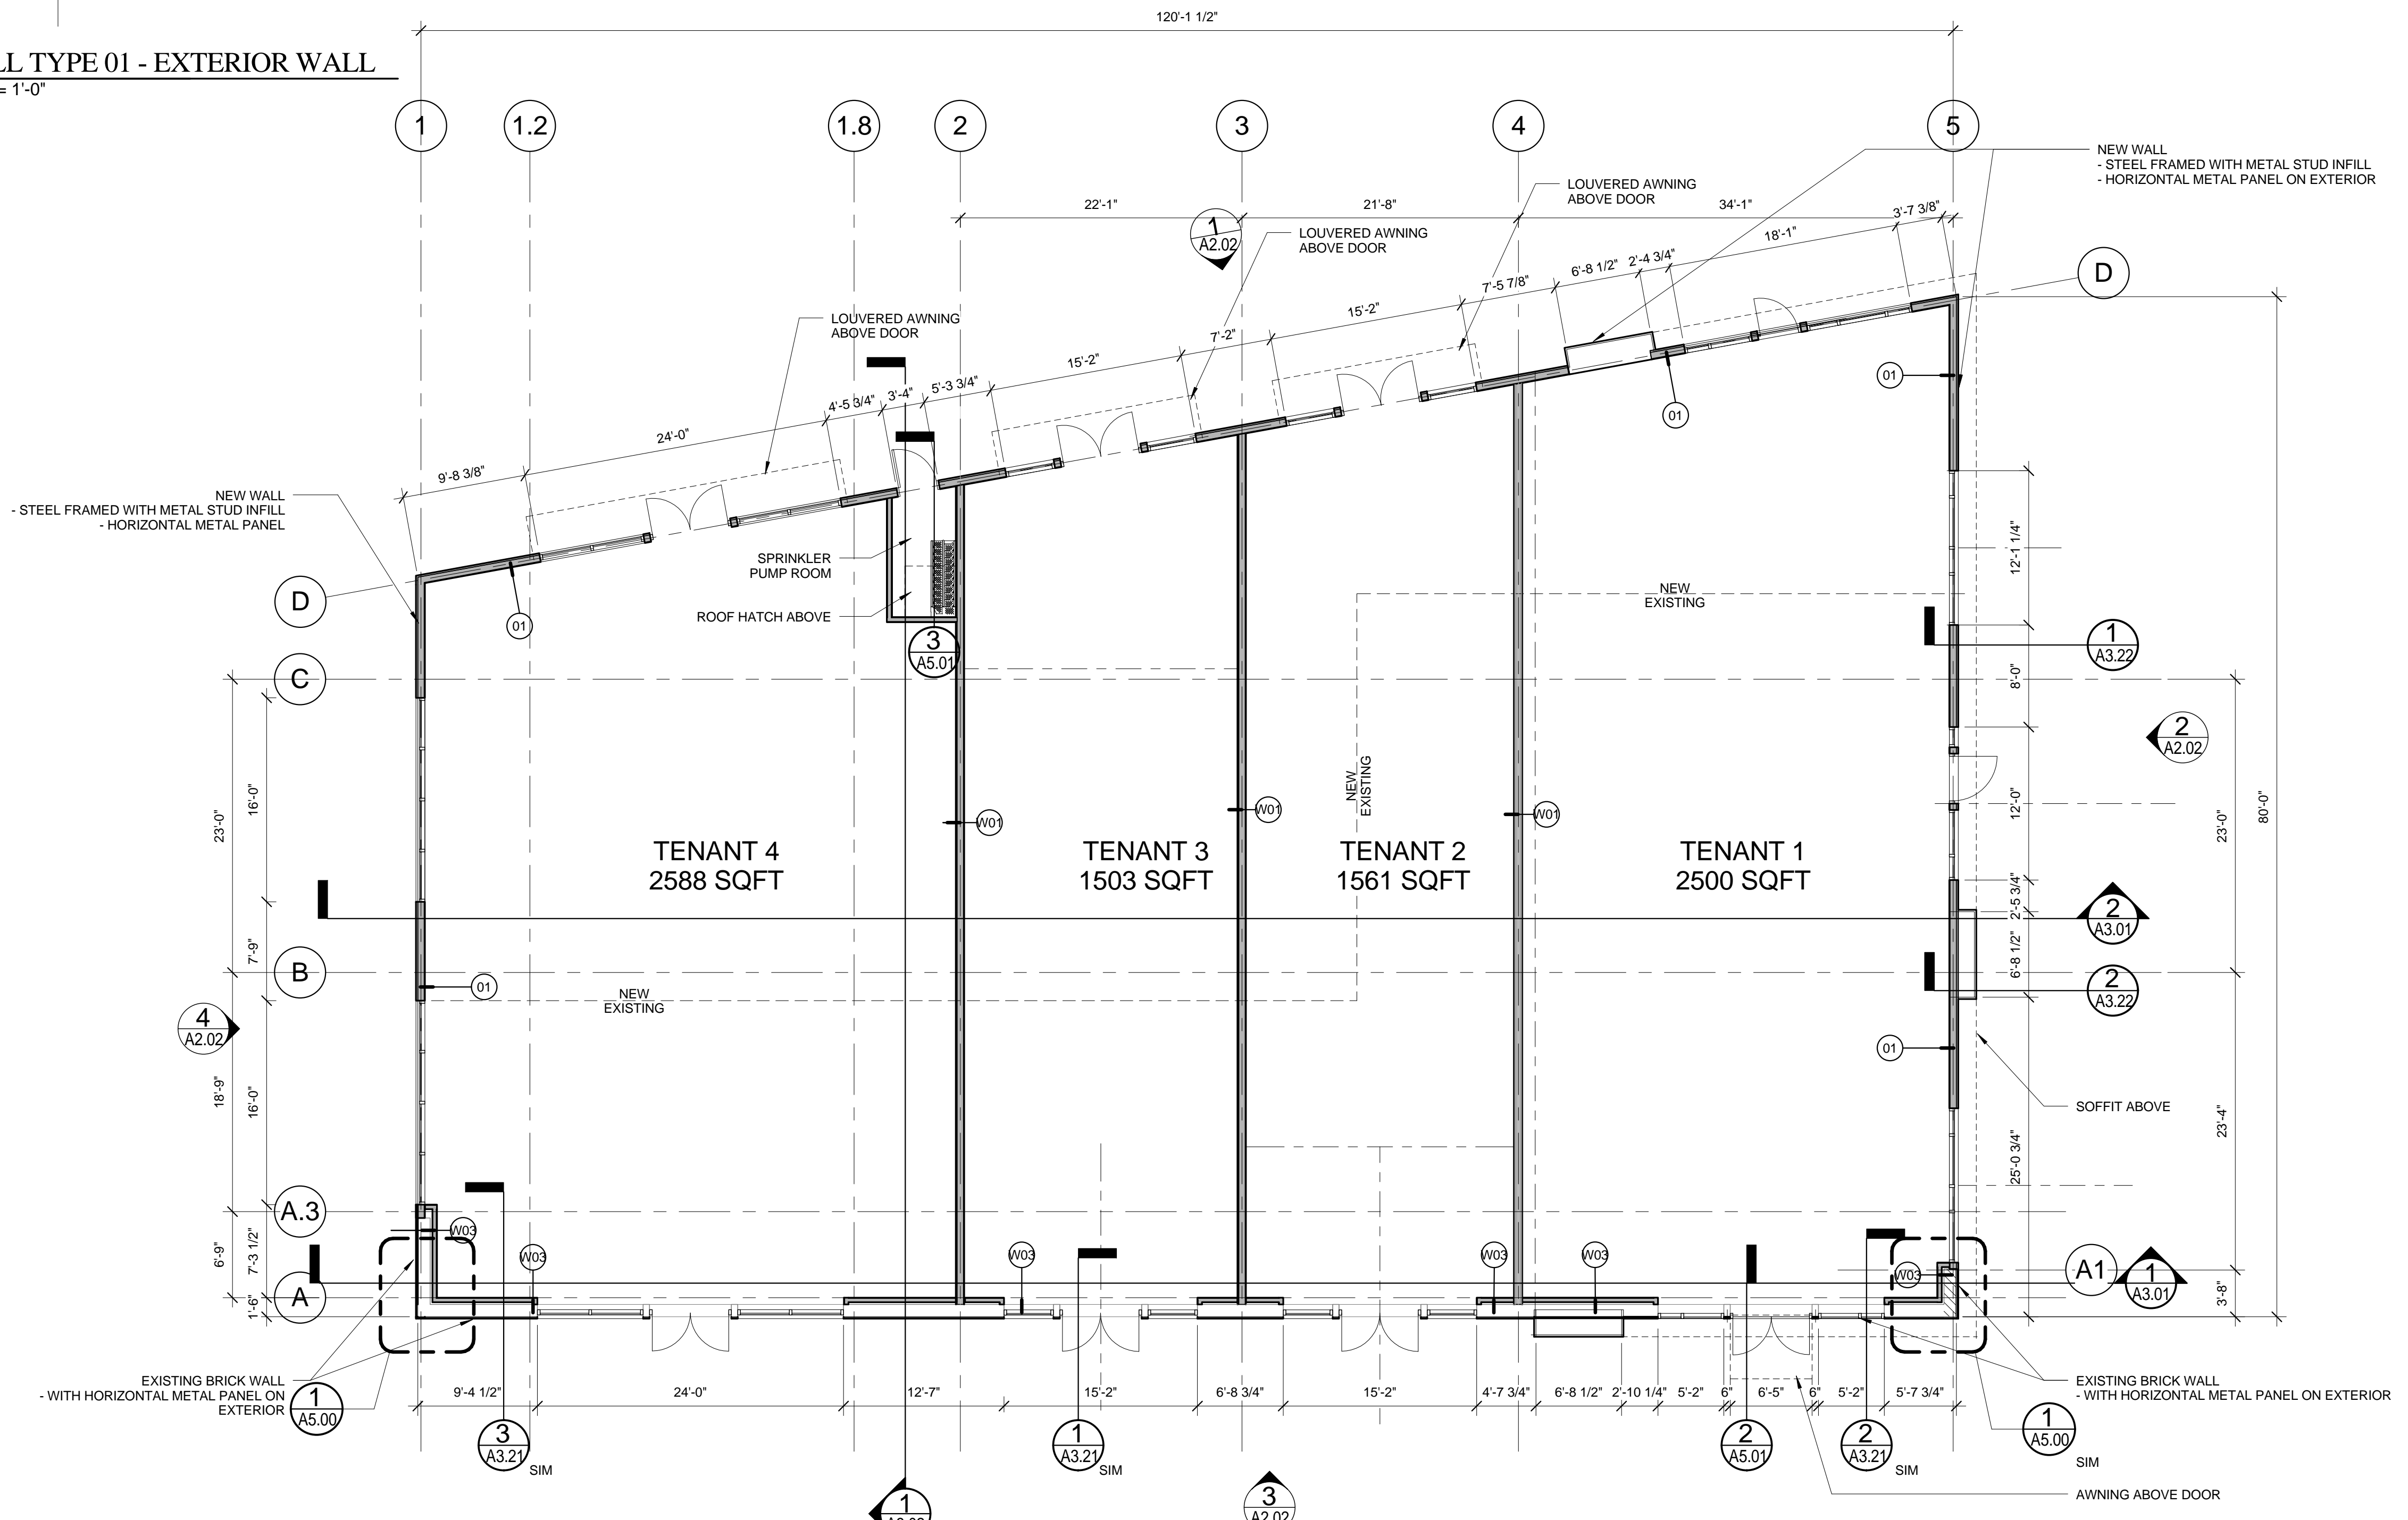 120'-1 1/2"
LL TYPE 01 - EXTERIOR WALL
= 1'-0"
1
1.2
1.8
2
3
4
5
NEW WALL
- STEEL FRAMED WITH METAL STUD INFILL
- HORIZONTAL METAL PANEL ON EXTERIOR
LOUVERED AWNING
ABOVE DOOR
22'-1"
21'-8"
34'-1"
1
A2.02
LOUVERED AWNING
ABOVE DOOR
3'-7 3/8"
18'-1"
2'-4 3/4"
6'-8 1/2"
7'-5 7/8"
15'-2"
7'-2"
15'-2"
5'-3 3/4"
3'-4"
4'-5 3/4"
24'-0"
9'-8 3/8"
D
LOUVERED AWNING
ABOVE DOOR
01
01
NEW WALL
- STEEL FRAMED WITH METAL STUD INFILL
- HORIZONTAL METAL PANEL
SPRINKLER
PUMP ROOM
ROOF HATCH ABOVE
D
01
3
A5.01
NEW
EXISTING
12'-1 1/4"
1
A3.22
C
8'-0"
2
A2.02
23'-0"
16'-0"
NEW
EXISTING
12'-0"
23'-0"
80'-0"
W01
W01
W01
TENANT 4
2588 SQFT
TENANT 3
1503 SQFT
TENANT 2
1561 SQFT
TENANT 1
2500 SQFT
2'-5 3/4"
2
A3.01
7'-9"
6'-8 1/2"
B
01
2
A3.22
NEW
EXISTING
4
A2.02
01
18'-9"
16'-0"
SOFFIT ABOVE
23'-4"
25'-0 3/4"
A.3
W03
6'-9"
7'-3 1/2"
W03
W03
W03
W03
W03
A1
1
A3.01
A
1'-6"
3'-8"
EXISTING BRICK WALL
- WITH HORIZONTAL METAL PANEL ON
EXTERIOR
1
A5.00
9'-4 1/2"
24'-0"
12'-7"
15'-2"
6'-8 3/4"
15'-2"
4'-7 3/4"
6'-8 1/2"
2'-10 1/4"
5'-2"
6"
6'-5"
6"
5'-2"
5'-7 3/4"
EXISTING BRICK WALL
- WITH HORIZONTAL METAL PANEL ON EXTERIOR
1
A5.00
SIM
3
A3.21
SIM
1
A3.21
SIM
2
A5.01
2
A3.21
SIM
AWNING ABOVE DOOR
1
3
A2.02